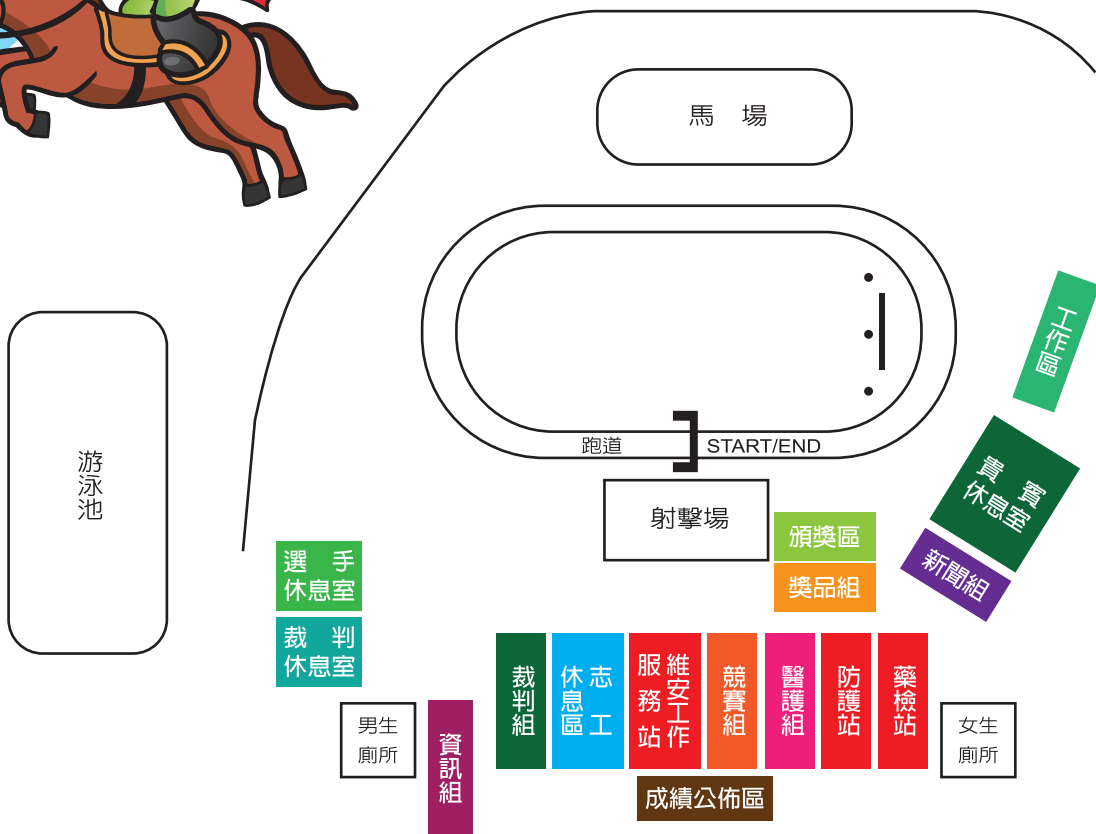 馬 場
工作區
跑道
START/END
游泳池
貴 賓
休息室
射擊場
頒獎區
新聞組
選 手
休息室
獎品組
裁 判
休息室
裁判組
志 工
休息區
維安工作
服務站
競賽組
醫護組
防護站
藥檢站
男生
廁所
資訊組
女生
廁所
成績公佈區